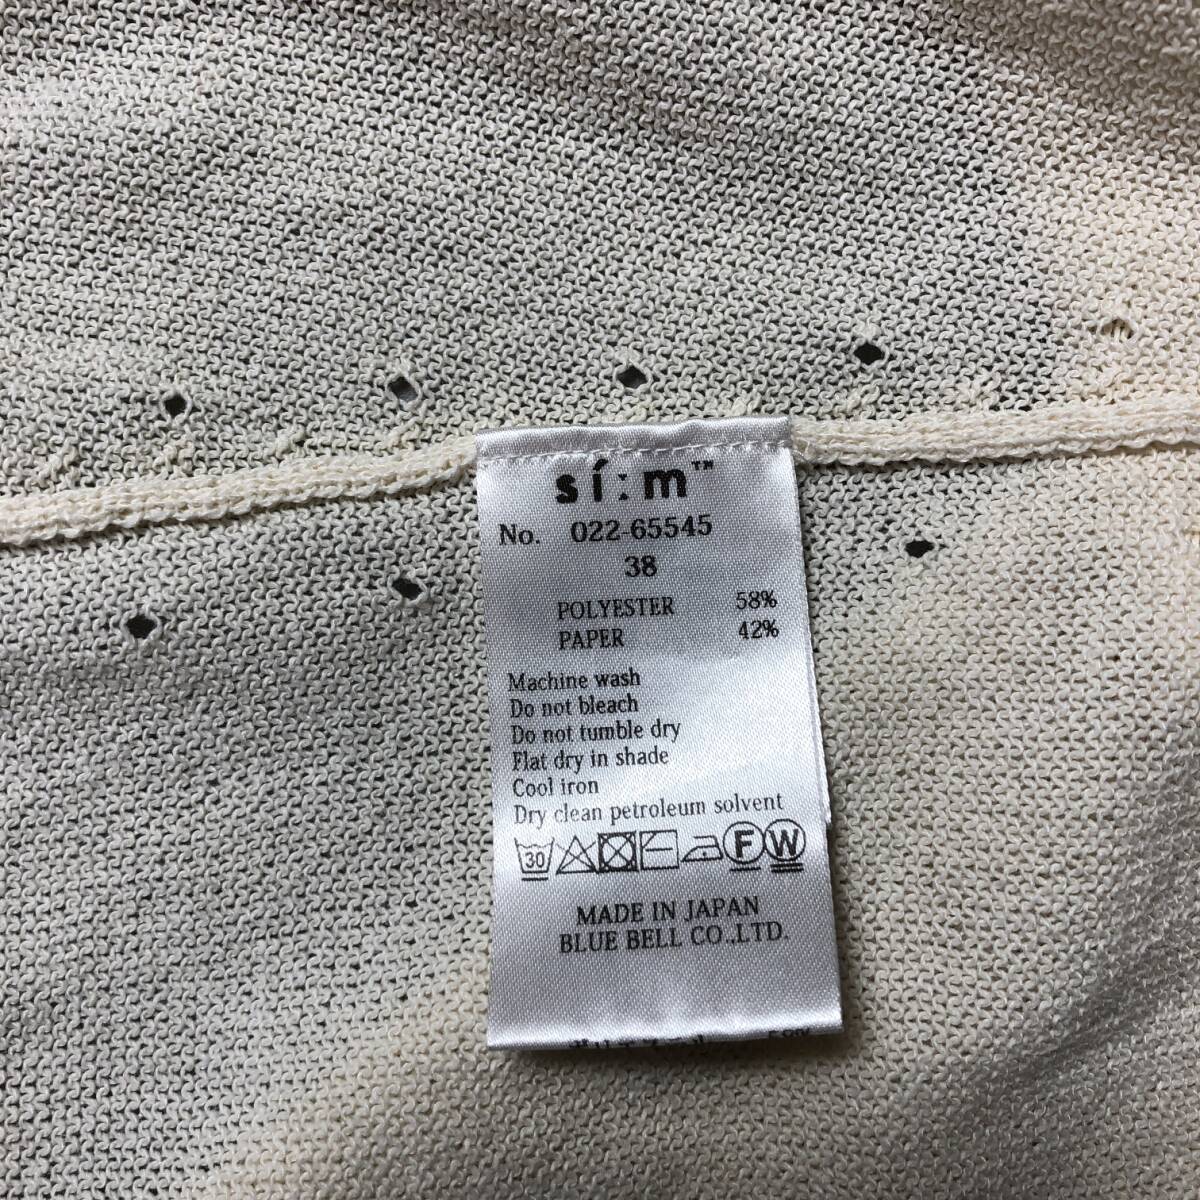 sí:m™
No. 022-65545
38
POLYESTER 58%
PAPER 42%
Machine wash
Do not bleach
Do not tumble dry
Flat dry in shade
Cool iron
Dry clean petroleum solvent
30 F W
MADE IN JAPAN
BLUE BELL CO.,LTD.